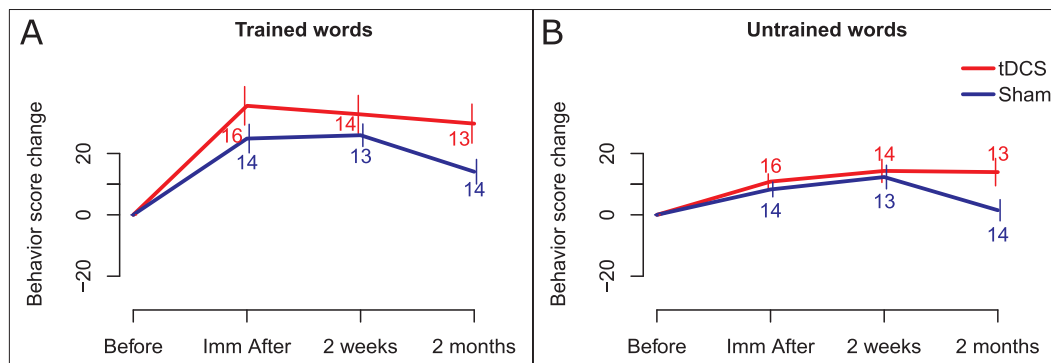 A
Trained words
Behavior score change
20
0
−20
16
14
13
14
13
14
Before
Imm After
2 weeks
2 months
B
Untrained words
tDCS
Sham
Behavior score change
20
0
−20
16
14
13
14
13
14
Before
Imm After
2 weeks
2 months